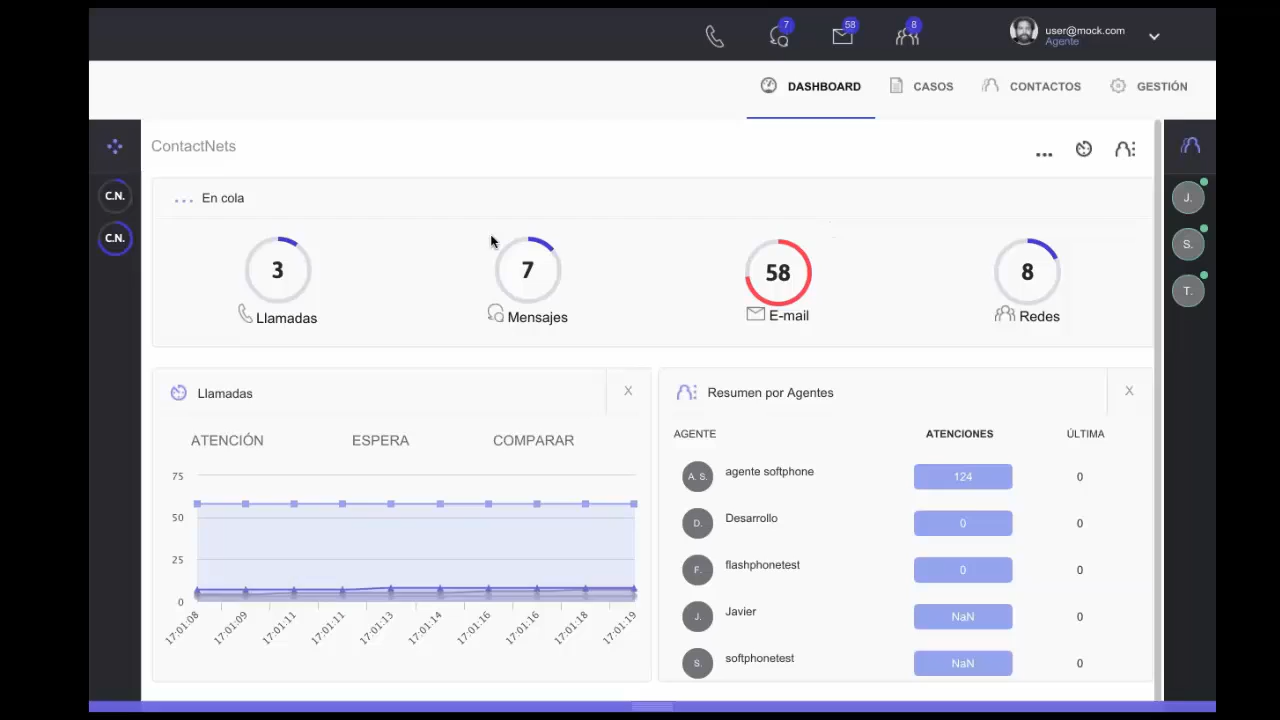 7
58
8
user@mock.com
Agente
DASHBOARD
CASOS
CONTACTOS
GESTIÓN
ContactNets
...
C.N.
C.N.
J.
S.
T.
... En cola
3
7
58
8
Llamadas
Mensajes
E-mail
Redes
Llamadas
X
ATENCIÓN
ESPERA
COMPARAR
75
50
25
0
17:01:08
17:01:09
17:01:11
17:01:11
17:01:13
17:01:14
17:01:16
17:01:16
17:01:18
17:01:19
Resumen por Agentes
X
AGENTE
ATENCIONES
ÚLTIMA
A. S.
agente softphone
124
0
D.
Desarrollo
0
0
F.
flashphonetest
0
0
J.
Javier
NaN
0
S.
softphonetest
NaN
0